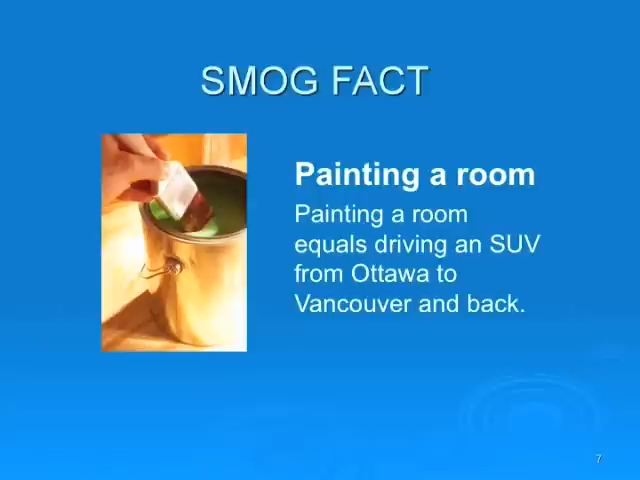 SMOG FACT
Painting a room
Painting a room
equals driving an SUV
from Ottawa to
Vancouver and back.
7